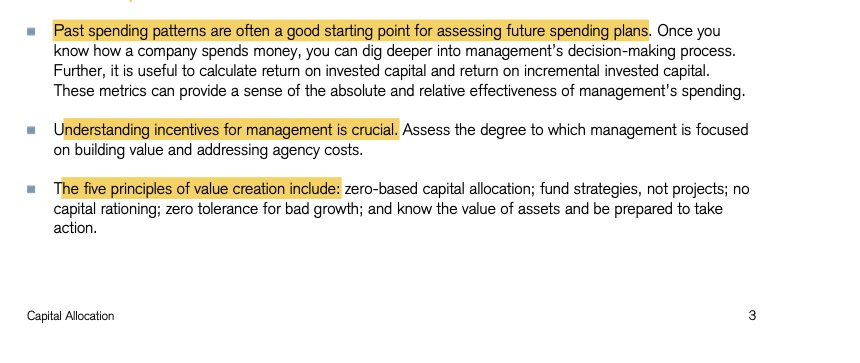 Past spending patterns are often a good starting point for assessing future spending plans. Once you
know how a company spends money, you can dig deeper into management's decision-making process.
Further, it is useful to calculate return on invested capital and return on incremental invested capital.
These metrics can provide a sense of the absolute and relative effectiveness of management's spending.
Understanding incentives for management is crucial. Assess the degree to which management is focused
on building value and addressing agency costs.
The five principles of value creation include: zero-based capital allocation; fund strategies, not projects; no
capital rationing; zero tolerance for bad growth; and know the value of assets and be prepared to take
action.
Capital Allocation 3